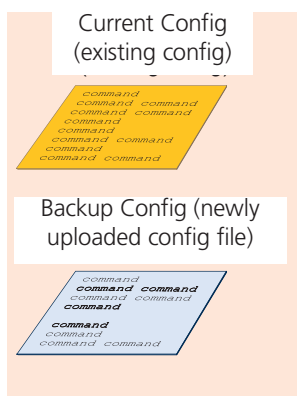 Current Config
(existing config)
command
command command
command command
command
command
command command
command
command command
Backup Config (newly
uploaded config file)
command
command command
command command
command
command
command
command command